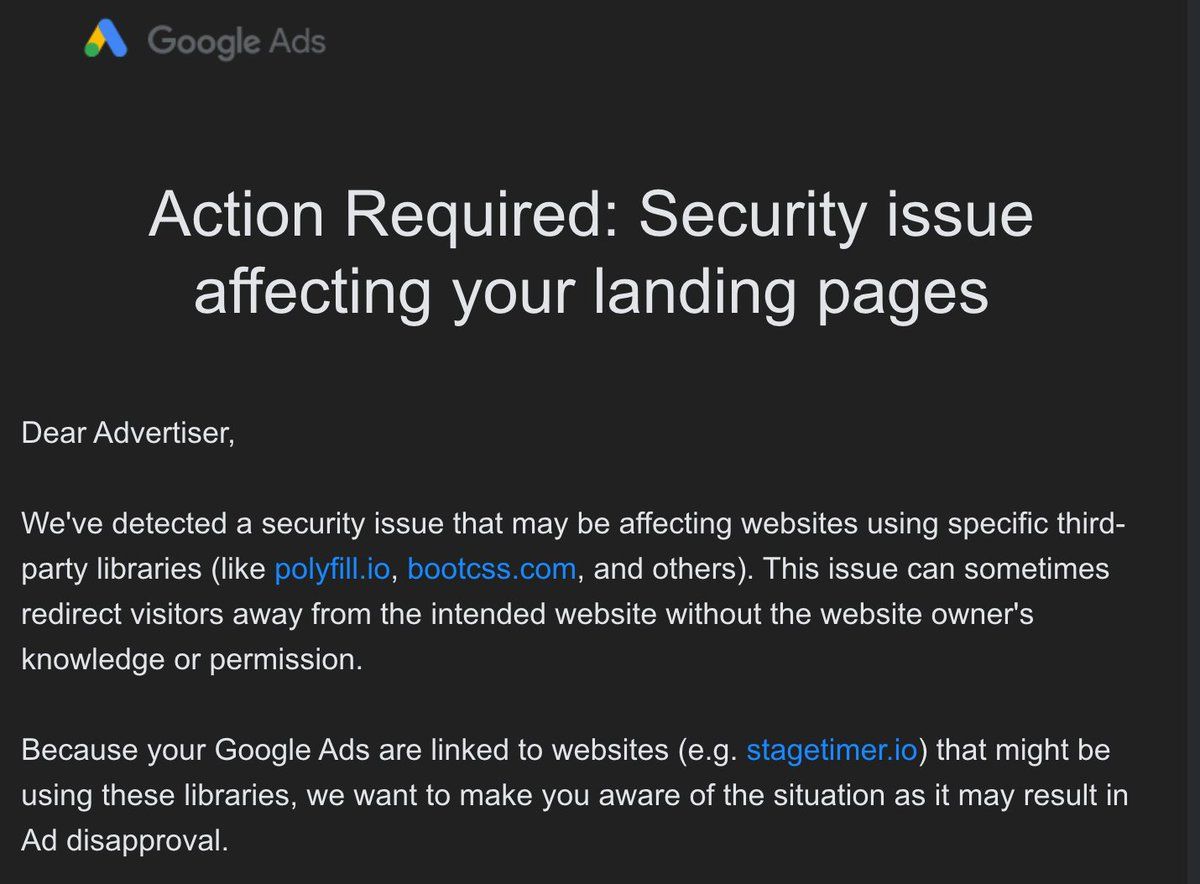 Google Ads
Action Required: Security issue
affecting your landing pages
Dear Advertiser,
We've detected a security issue that may be affecting websites using specific third-
party libraries (like polyfill.io, bootcss.com, and others). This issue can sometimes
redirect visitors away from the intended website without the website owner's
knowledge or permission.
Because your Google Ads are linked to websites (e.g. stagetimer.io) that might be
using these libraries, we want to make you aware of the situation as it may result in
Ad disapproval.